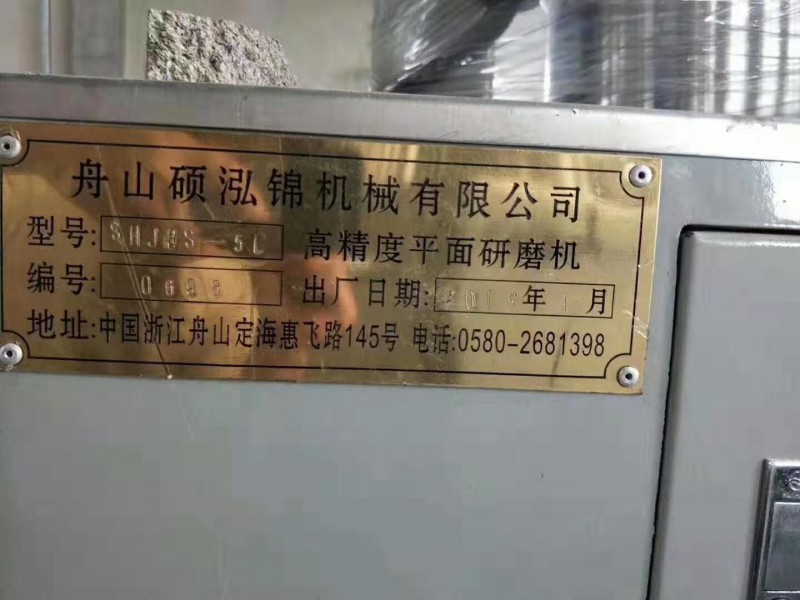 舟山硕泓锦机械有限公司
型号: 高精度平面研磨机
编号: 出厂日期: 年 月
地址:中国浙江舟山定海惠飞路145号 电话:0580-2681398